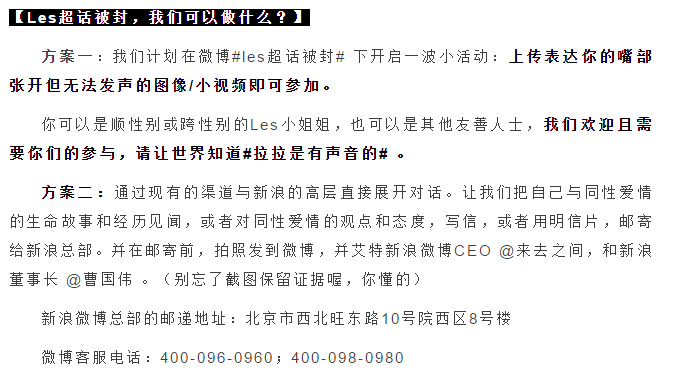 【Les超话被封，我们可以做什么？】
方案一：我们计划在微博#les超话被封# 下开启一波小活动：上传表达你的嘴部
张开但无法发声的图像/小视频即可参加。
你可以是顺性别或跨性别的Les小姐姐，也可以是其他友善人士，我们欢迎且需
要你们的参与，请让世界知道#拉拉是有声音的# 。
方案二：通过现有的渠道与新浪的高层直接展开对话。让我们把自己与同性爱情
的生命故事和经历见闻，或者对同性爱情的观点和态度，写信，或者用明信片，邮寄
给新浪总部。并在邮寄前，拍照发到微博，并艾特新浪微博CEO @来去之间，和新浪
董事长 @曹国伟 。（别忘了截图保留证据喔，你懂的）
新浪微博总部的邮递地址：北京市西北旺东路10号院西区8号楼
微博客服电话：400-096-0960；400-098-0980